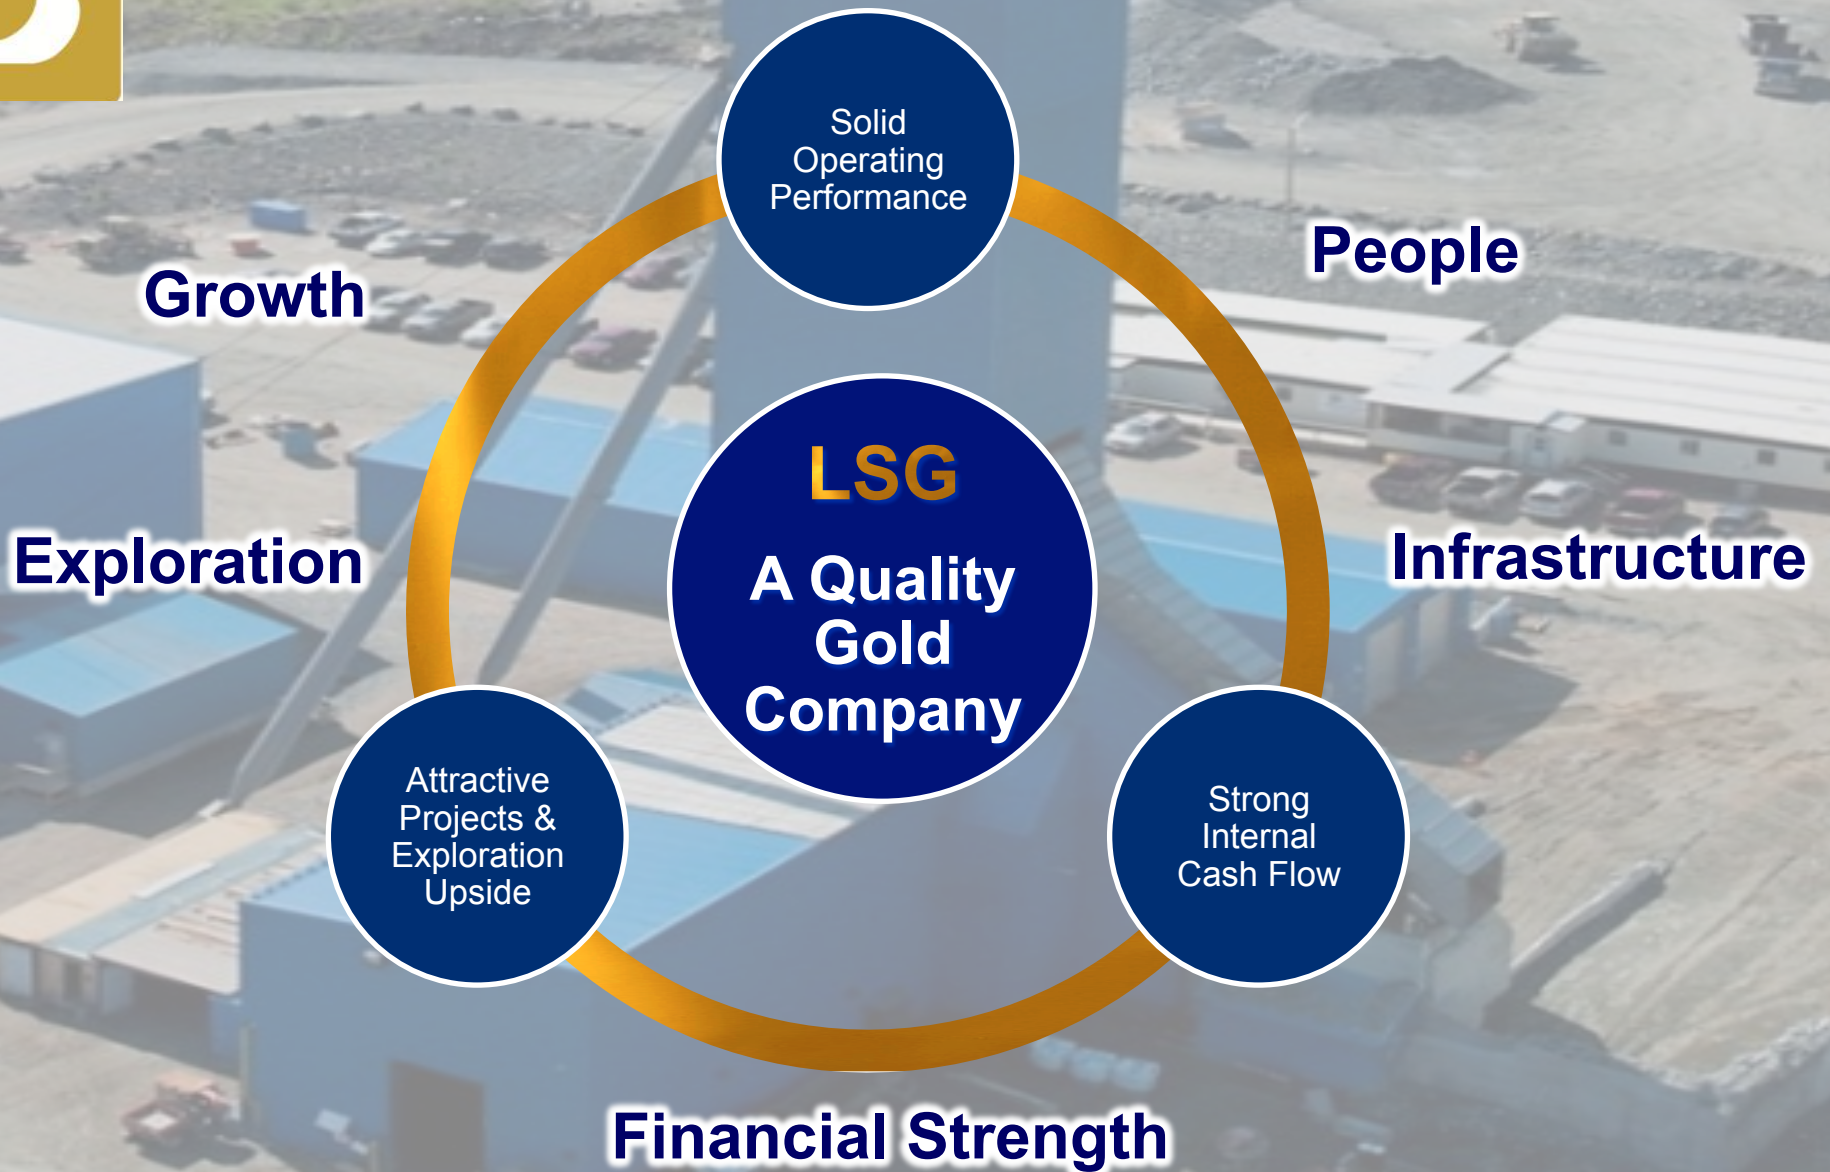 Solid
Operating
Performance
People
Growth
LSG
A Quality
Gold
Company
Exploration
Infrastructure
Attractive
Projects &
Exploration
Upside
Strong
Internal
Cash Flow
Financial Strength